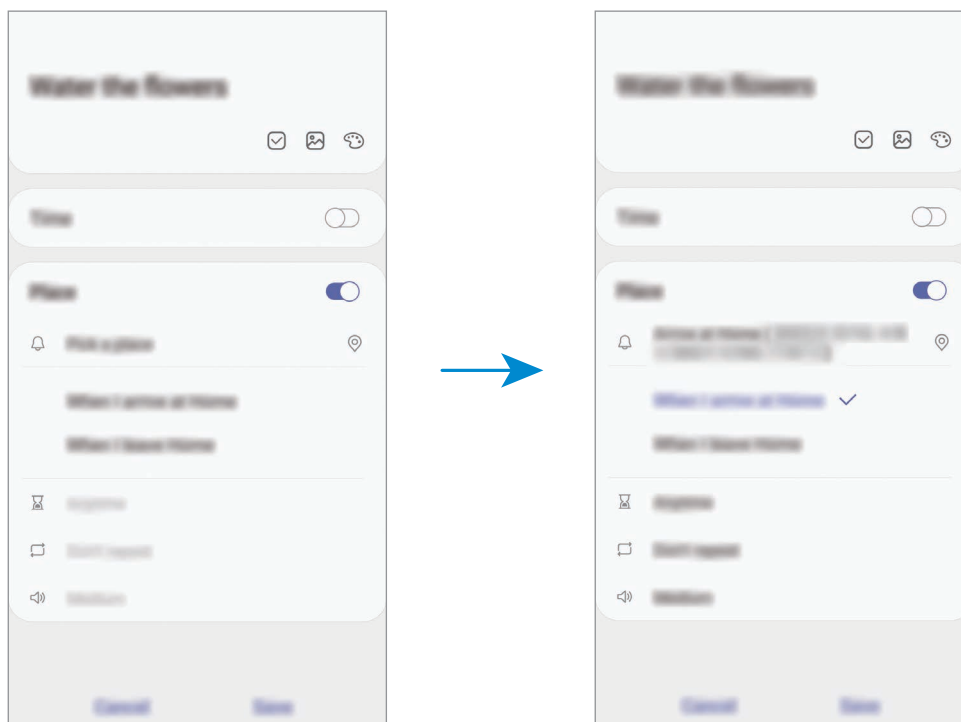 Water the flowers
Time
Place
Pick a place
When I arrive at Home
When I leave Home
Anytime
Don't repeat
Medium
Cancel
Save
Water the flowers
Time
Place
When I arrive at Home
When I leave Home
Anytime
Don't repeat
Medium
Cancel
Save